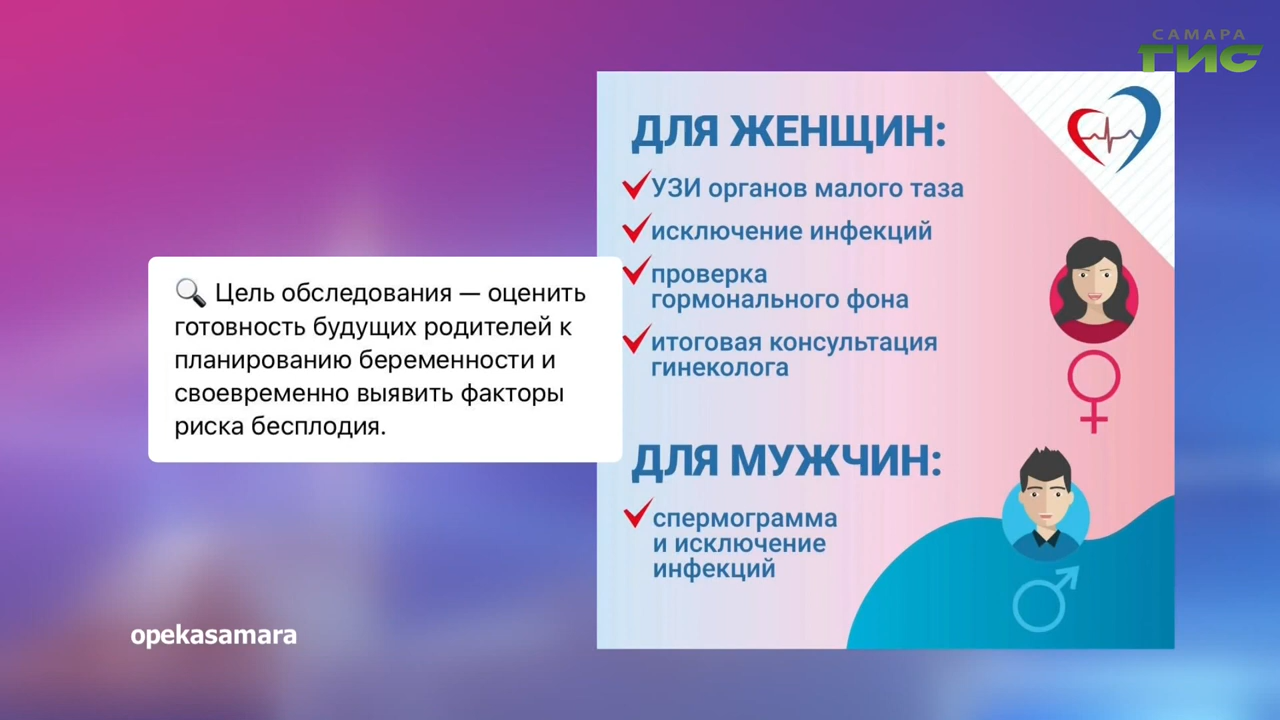 САМАРА
ГИС
ДЛЯ ЖЕНЩИН:
УЗИ органов малого таза
исключение инфекций
проверка
гормонального фона
итоговая консультация
гинеколога
🔍 Цель обследования — оценить
готовность будущих родителей к
планированию беременности и
своевременно выявить факторы
риска бесплодия.
ДЛЯ МУЖЧИН:
спермограмма
и исключение
инфекций
opekasamara